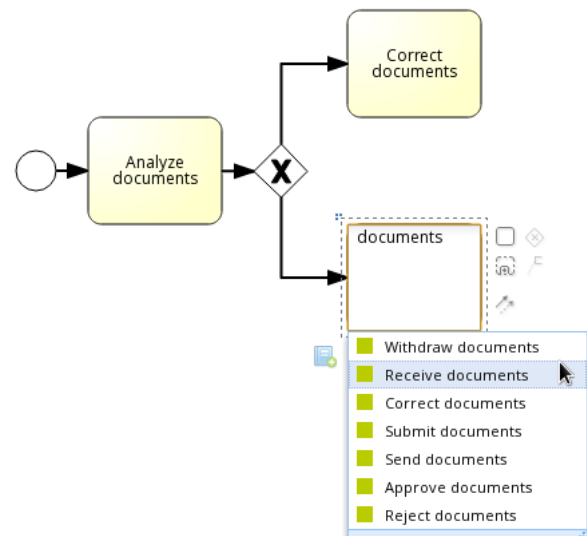 Correct
documents
Analyze
documents
X
documents
Withdraw documents
Receive documents
Correct documents
Submit documents
Send documents
Approve documents
Reject documents